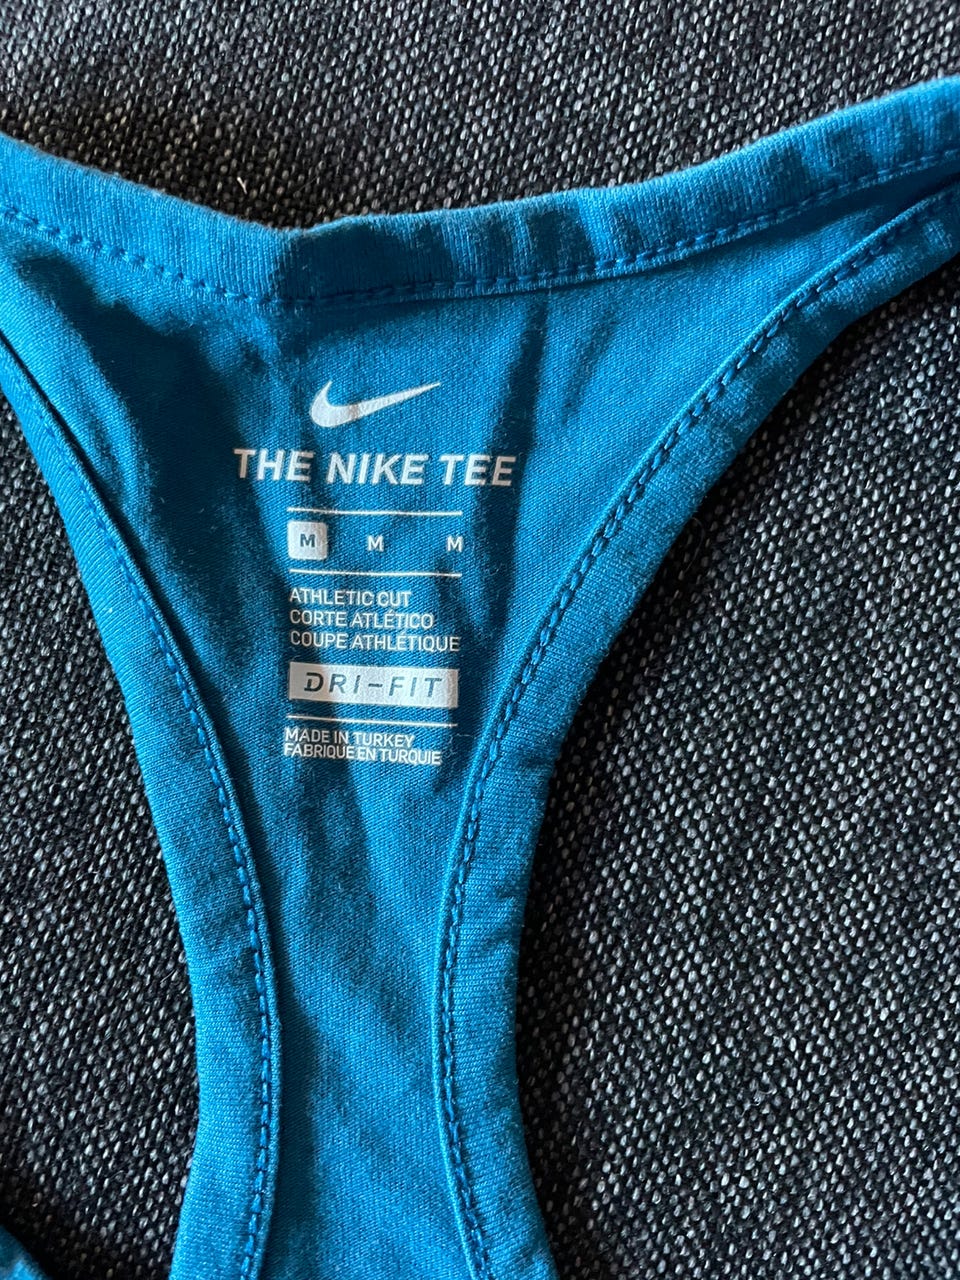 THE NIKE TEE
M M M
ATHLETIC CUT
CORTE ATLÉTICO
COUPE ATHLÉTIQUE
DRI-FIT
MADE IN TURKEY
FABRIQUE EN TURQUIE